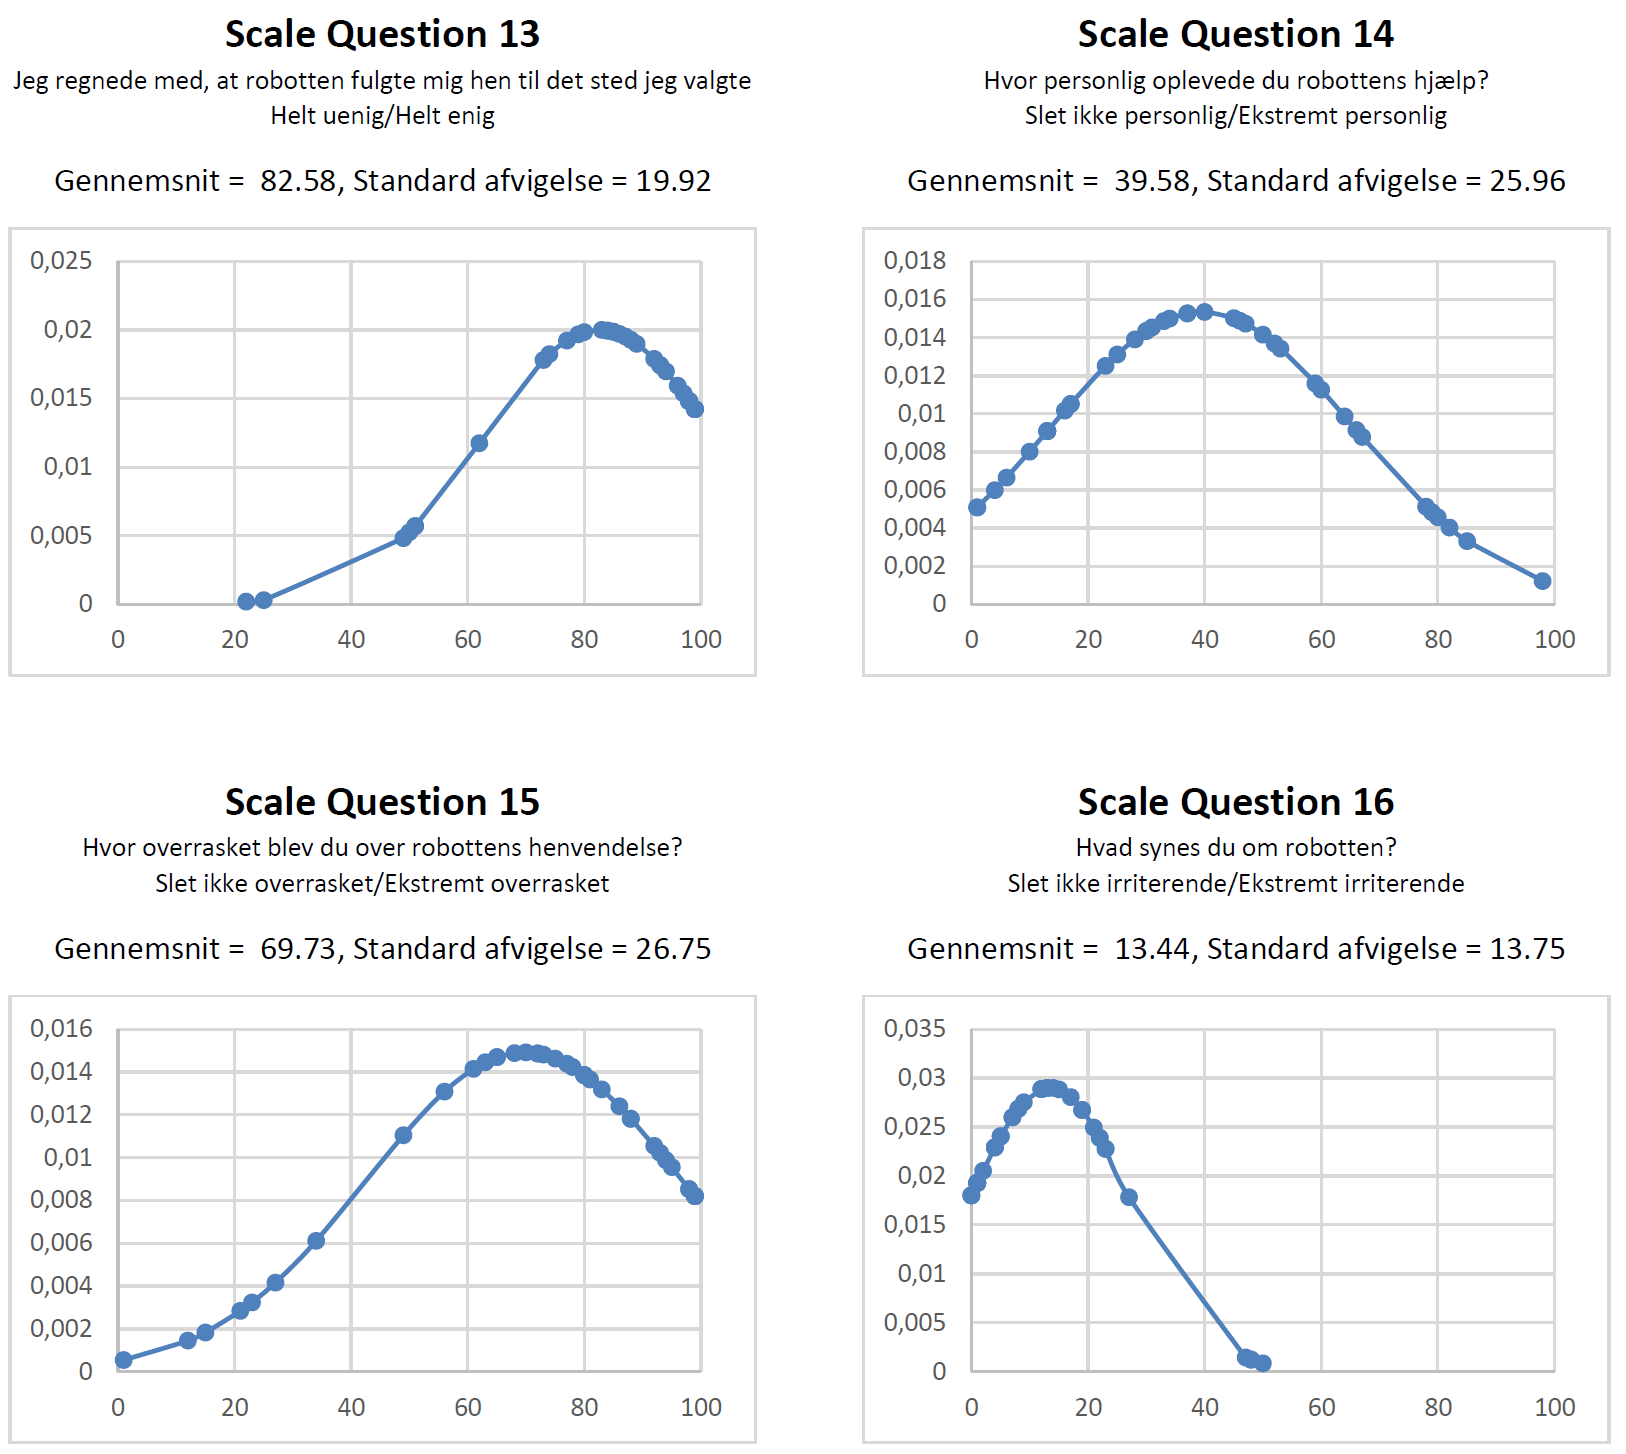 Scale Question 13
Jeg regnede med, at robotten fulgte mig hen til det sted jeg valgte
Helt uenig/Helt enig
Gennemsnit =  82.58, Standard afvigelse = 19.92
0,025
0,02
0,015
0,01
0,005
0
0 20 40 60 80 100
Scale Question 14
Hvor personlig oplevede du robottens hjælp?
Slet ikke personlig/Ekstremt personlig
Gennemsnit =  39.58, Standard afvigelse = 25.96
0,018
0,016
0,014
0,012
0,01
0,008
0,006
0,004
0,002
0
0 20 40 60 80 100
Scale Question 15
Hvor overrasket blev du over robottens henvendelse?
Slet ikke overrasket/Ekstremt overrasket
Gennemsnit =  69.73, Standard afvigelse = 26.75
0,016
0,014
0,012
0,01
0,008
0,006
0,004
0,002
0
0 20 40 60 80 100
Scale Question 16
Hvad synes du om robotten?
Slet ikke irriterende/Ekstremt irriterende
Gennemsnit =  13.44, Standard afvigelse = 13.75
0,035
0,03
0,025
0,02
0,015
0,01
0,005
0
0 20 40 60 80 100